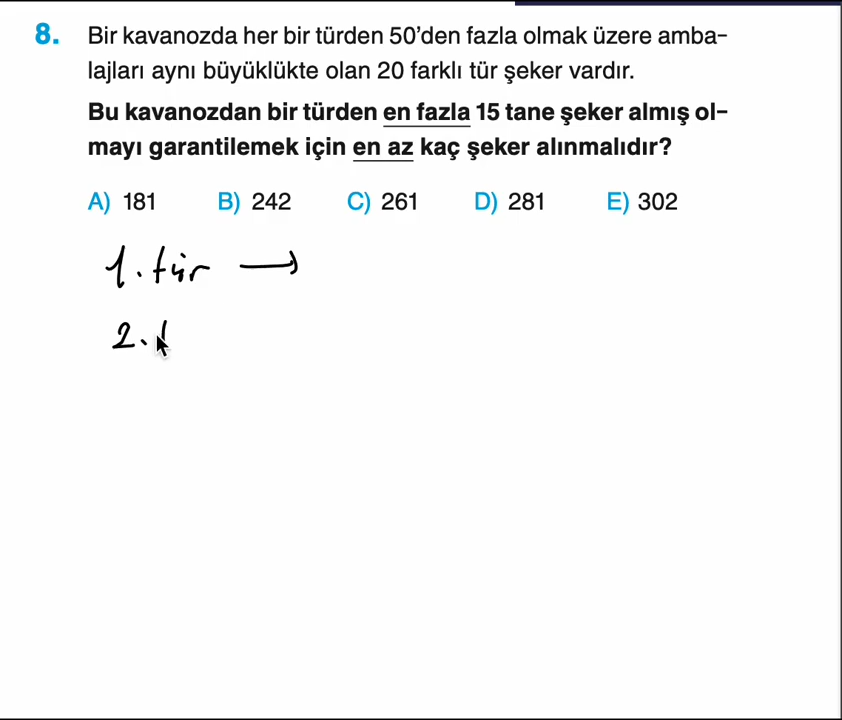 8. Bir kavanozda her bir türden 50’den fazla olmak üzere amba-
lajları aynı büyüklükte olan 20 farklı tür şeker vardır.
Bu kavanozdan bir türden en fazla 15 tane şeker almış ol-
mayı garantilemek için en az kaç şeker alınmalıdır?
A) 181 B) 242 C) 261 D) 281 E) 302
1. tür →
2.